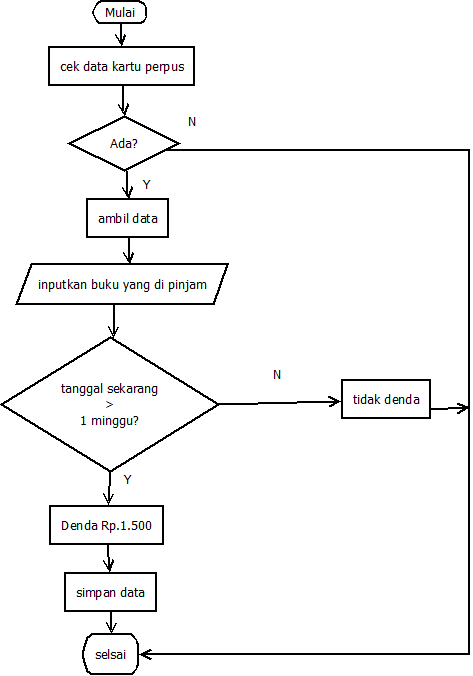 Mulai
cek data kartu perpus
N
Ada?
Y
ambil data
inputkan buku yang di pinjam
tanggal sekarang
>
1 minggu?
N
tidak denda
Y
Denda Rp.1.500
simpan data
selsai